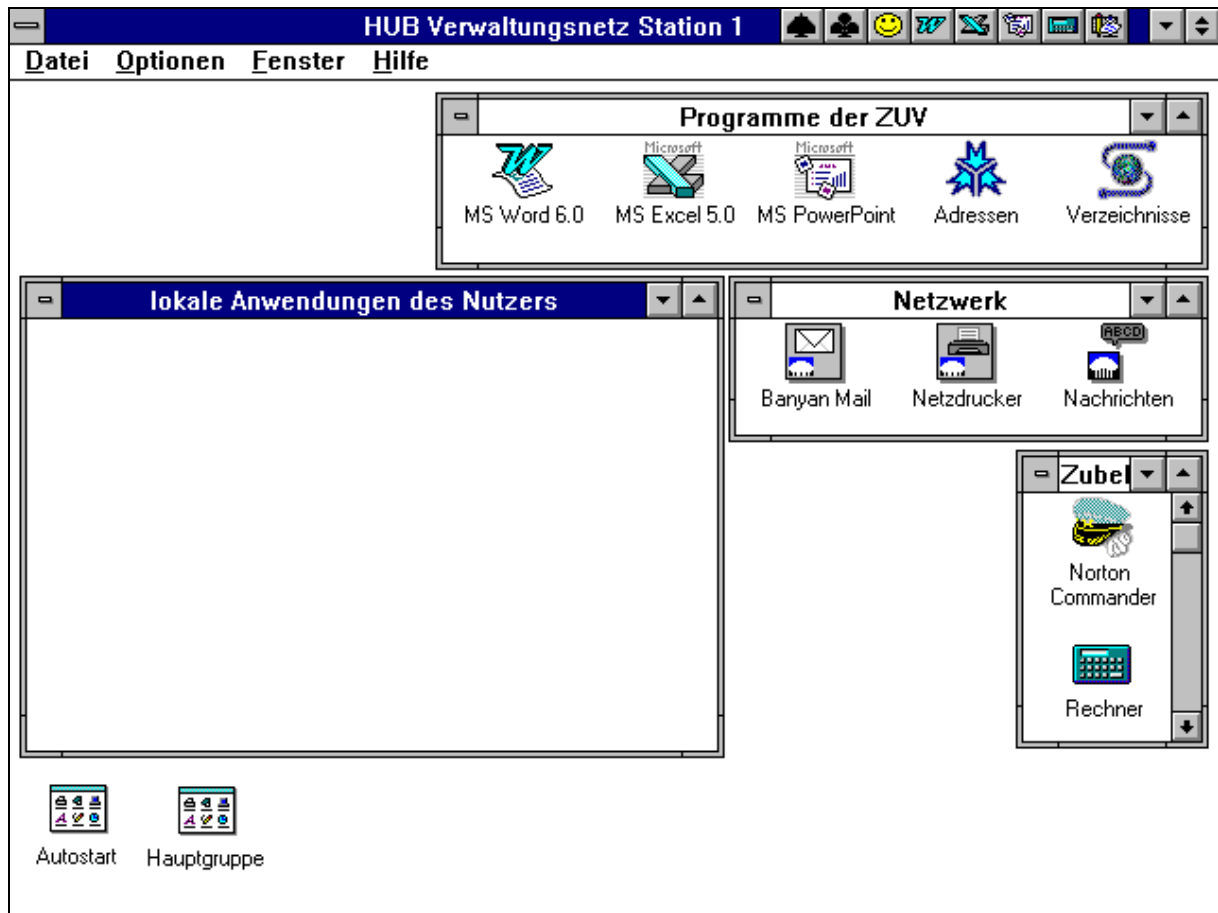 HUB Verwaltungsnetz Station 1
Datei Optionen Fenster Hilfe
Programme der ZUV
Microsoft Microsoft
MS Word 6.0 MS Excel 5.0 MS PowerPoint Adressen Verzeichnisse
lokale Anwendungen des Nutzers
Netzwerk
ABCD
Banyan Mail Netzdrucker Nachrichten
Zubel
Norton
Commander
Rechner
Autostart Hauptgruppe